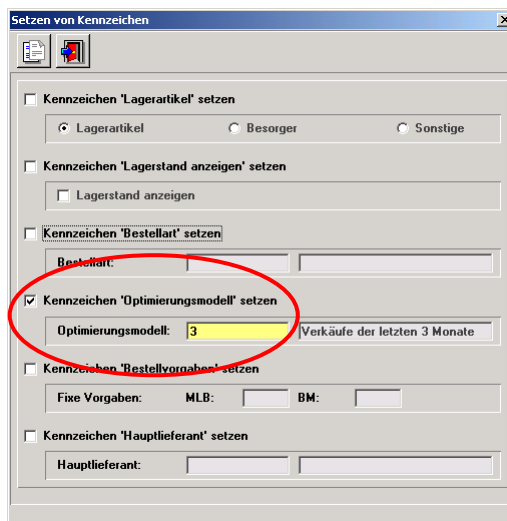 Setzen von Kennzeichen
Kennzeichen 'Lagerartikel' setzen
Lagerartikel Besorger Sonstige
Kennzeichen 'Lagerstand anzeigen' setzen
Lagerstand anzeigen
Kennzeichen 'Bestellart' setzen
Bestellart:
Kennzeichen 'Optimierungsmodell' setzen
Optimierungsmodell: 3 Verkäufe der letzten 3 Monate
Kennzeichen 'Bestellvorgaben' setzen
Fixe Vorgaben: MLB: BM:
Kennzeichen 'Hauptlieferant' setzen
Hauptlieferant: